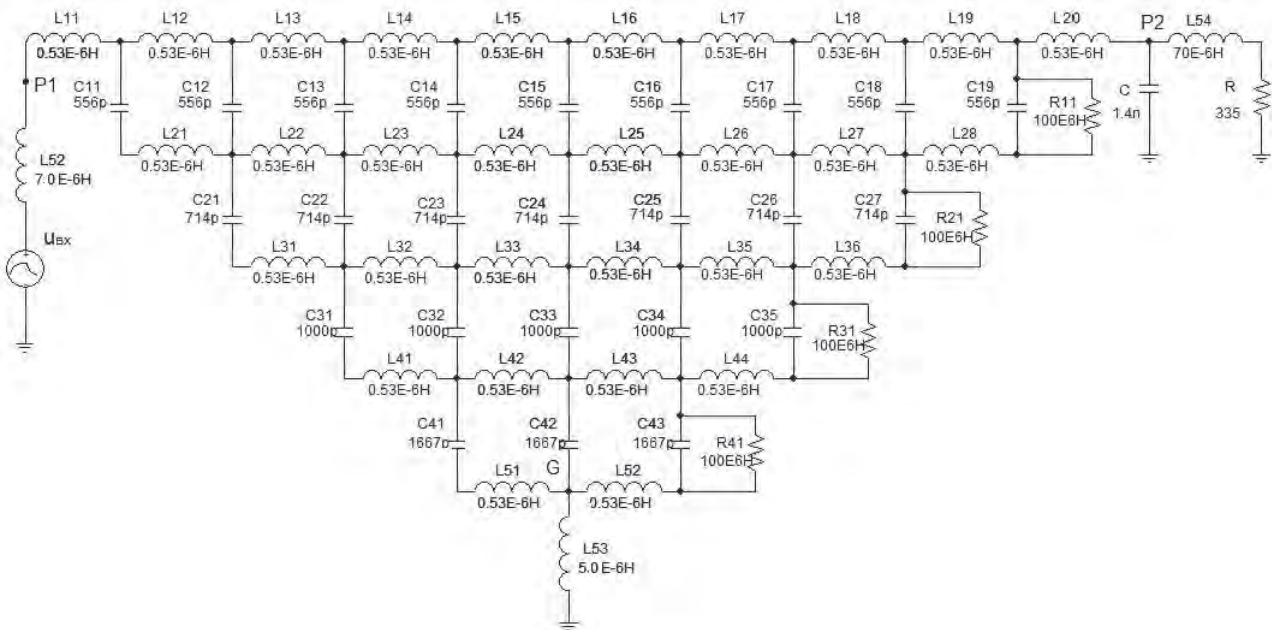 L11 L12 L13 L14 L15 L16 L17 L18 L19 L20 P2 L54
0.53E-6H 0.53E-6H 0.53E-6H 0.53E-6H 0.53E-6H 0.53E-6H 0.53E-6H 0.53E-6H 0.53E-6H 0.53E-6H 70E-6H
P1 C11 C12 C13 C14 C15 C16 C17 C18 C19 R11 C R
556p 556p 556p 556p 556p 556p 556p 556p 556p 100E6H 1.4n 335
L21 L22 L23 L24 L25 L26 L27 L28
0.53E-6H 0.53E-6H 0.53E-6H 0.53E-6H 0.53E-6H 0.53E-6H 0.53E-6H 0.53E-6H
L52
7.0E-6H
C21 C22 C23 C24 C25 C26 C27 R21
714p 714p 714p 714p 714p 714p 714p 100E6H
uвх
L31 L32 L33 L34 L35 L36
0.53E-6H 0.53E-6H 0.53E-6H 0.53E-6H 0.53E-6H 0.53E-6H
C31 C32 C33 C34 C35 R31
1000p 1000p 1000p 1000p 1000p 100E6H
L41 L42 L43 L44
0.53E-6H 0.53E-6H 0.53E-6H 0.53E-6H
C41 C42 C43 R41
1667p 1667p 1667p 100E6H
G
L51 L52
0.53E-6H 0.53E-6H
L53
5.0E-6H